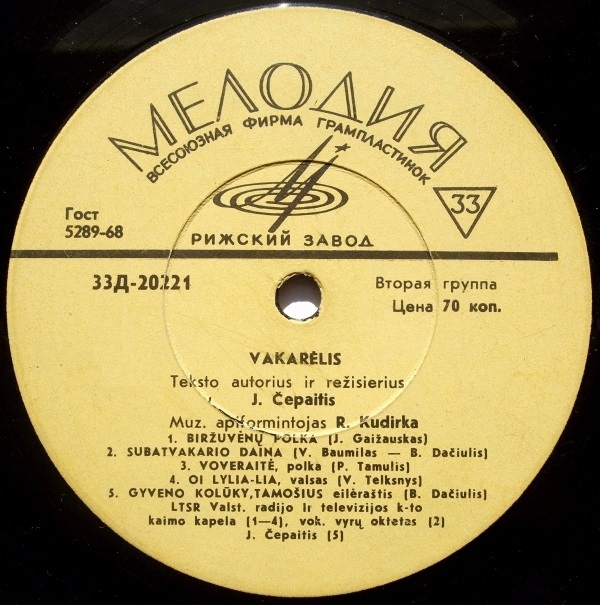 МЕЛОДИЯ
ВСЕСОЮЗНАЯ ФИРМА ГРАМПЛАСТИНОК
33
Гост
5289-68
РИЖСКИЙ ЗАВОД
33Д-20221
Вторая группа
Цена 70 коп.
VAKARĖLIS
Teksto autorius ir režisierius
J. Čepaitis
Muz. apiformintojas R. Kudirka
1. BIRŽUVĖNŲ POLKA (J. Gaižauskas)
2. SUBATVAKARIO DAINA (V. Baumilas — B. Dačiulis)
3. VOVERAITĖ, polka (P. Tamulis)
4. OI LYLIA-LIA, valsas (V. Telksnys)
5. GYVENO KOLŪKY, TAMOŠIUS eilėraštis (B. Dačiulis)
LTSR Valst. radijo Ir televizijos k-to
kaimo kapela (1—4), vok. vyrų oktetas (2)
J. Čepaitis (5)